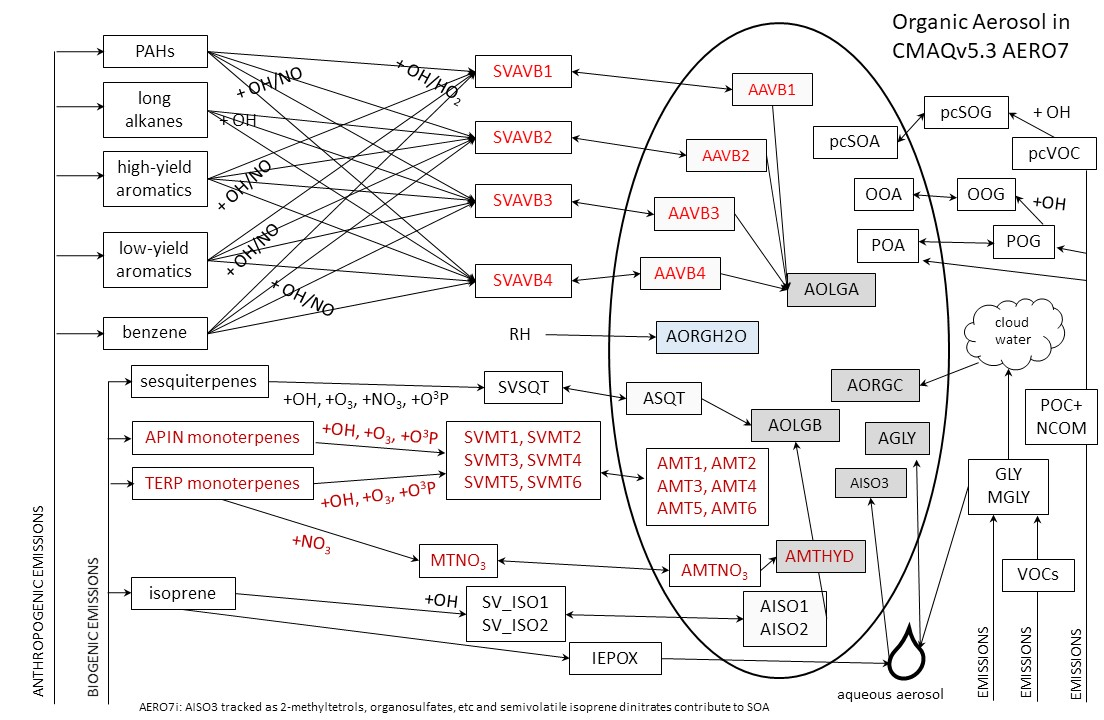 Organic Aerosol in
CMAQv5.3 AERO7
PAHs
long
alkanes
high-yield
aromatics
low-yield
aromatics
benzene
+ OH/NO
+ OH
+ OH/NO
+ OH/NO
+ OH/NO
+ OH/HO₂
SVAVB1
SVAVB2
SVAVB3
SVAVB4
AAVB1
AAVB2
AAVB3
AAVB4
AOLGA
RH
AORGH2O
pcSOG
+ OH
pcSOA
pcVOC
OOA
OOG
+OH
POA
POG
cloud
water
AORGC
POC+
NCOM
sesquiterpenes
+OH, +O₃, +NO₃, +O³P
SVSQT
ASQT
AOLGB
AGLY
APIN monoterpenes
+OH, +O₃, +O³P
TERP monoterpenes
+OH, +O₃, +O³P
SVMT1, SVMT2
SVMT3, SVMT4
SVMT5, SVMT6
AMT1, AMT2
AMT3, AMT4
AMT5, AMT6
AISO3
GLY
MGLY
+NO₃
MTNO₃
AMTNO₃
AMTHYD
VOCs
isoprene
+OH
SV_ISO1
SV_ISO2
AISO1
AISO2
IEPOX
aqueous aerosol
ANTHROPOGENIC EMISSIONS
BIOGENIC EMISSIONS
EMISSIONS
EMISSIONS
EMISSIONS
AERO7i: AISO3 tracked as 2-methyltetrols, organosulfates, etc and semivolatile isoprene dinitrates contribute to SOA